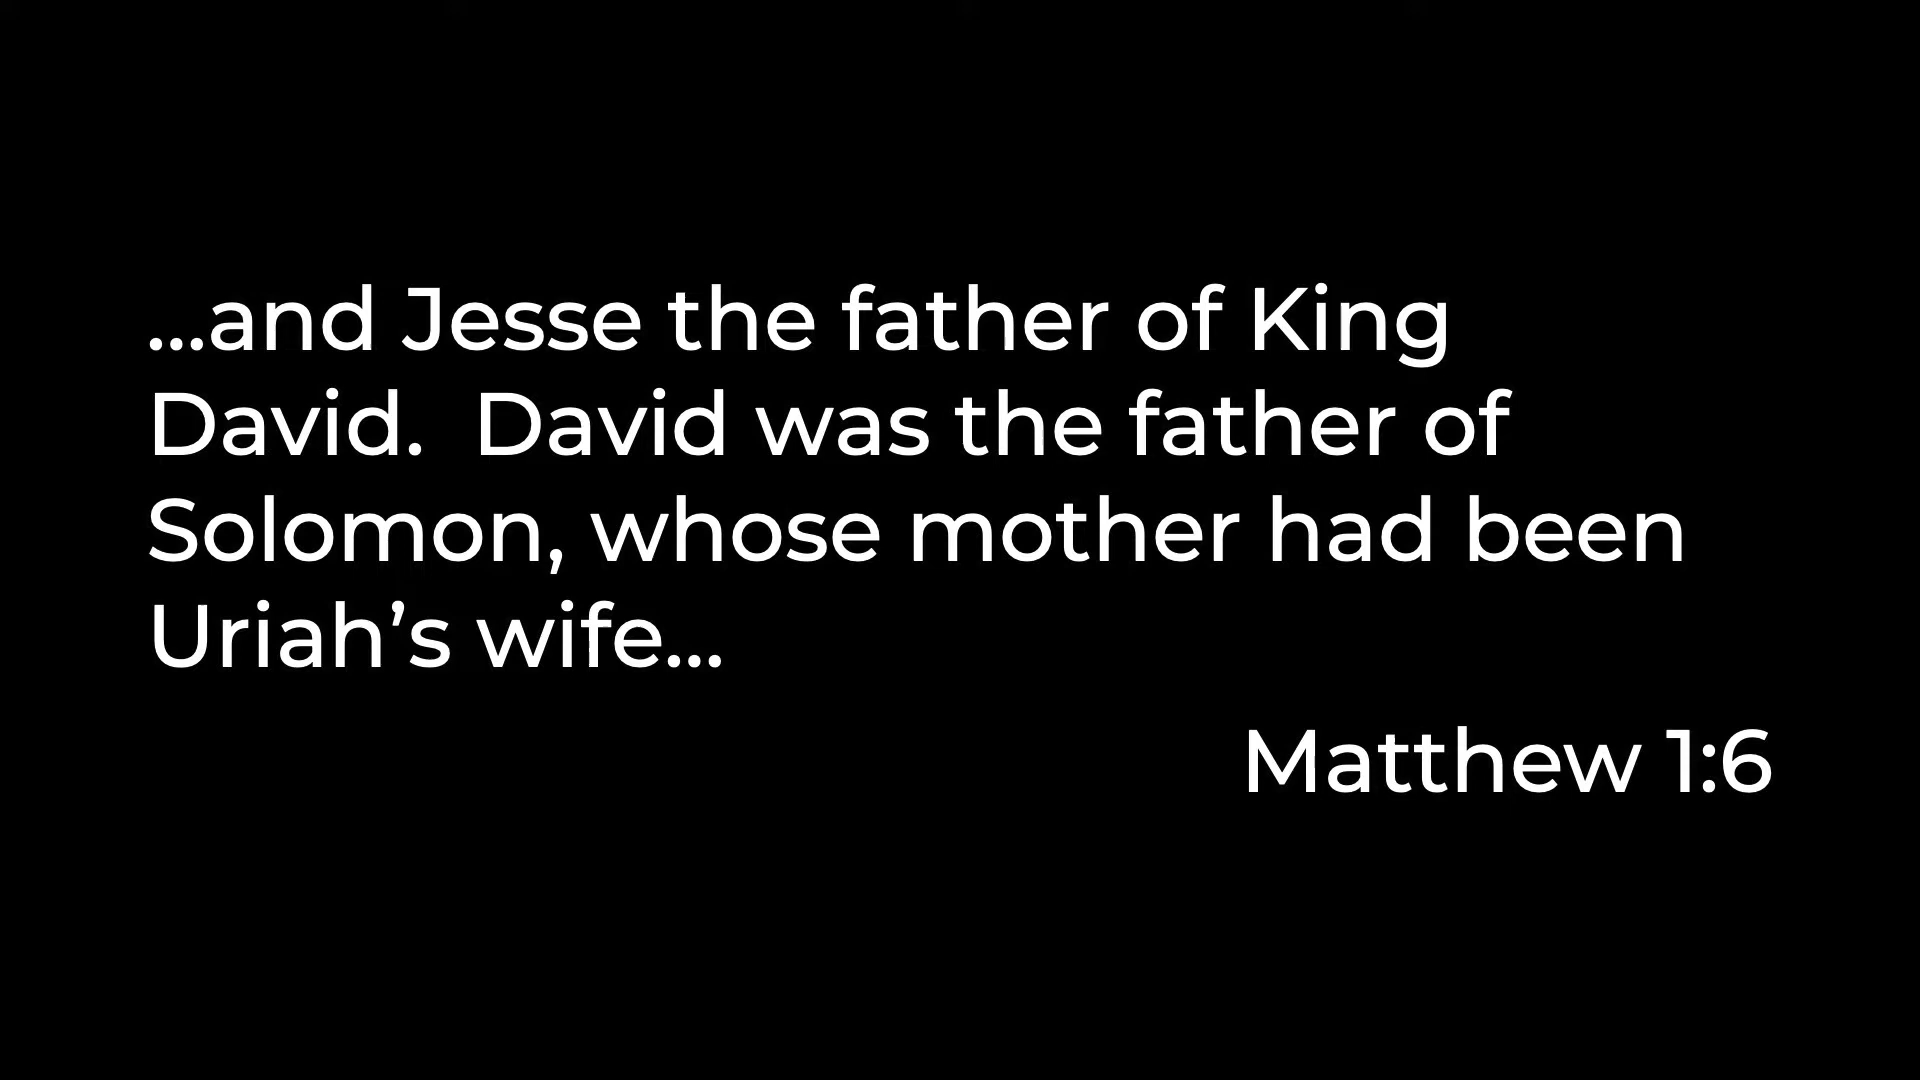 ...and Jesse the father of King
David.  David was the father of
Solomon, whose mother had been
Uriah’s wife...
Matthew 1:6